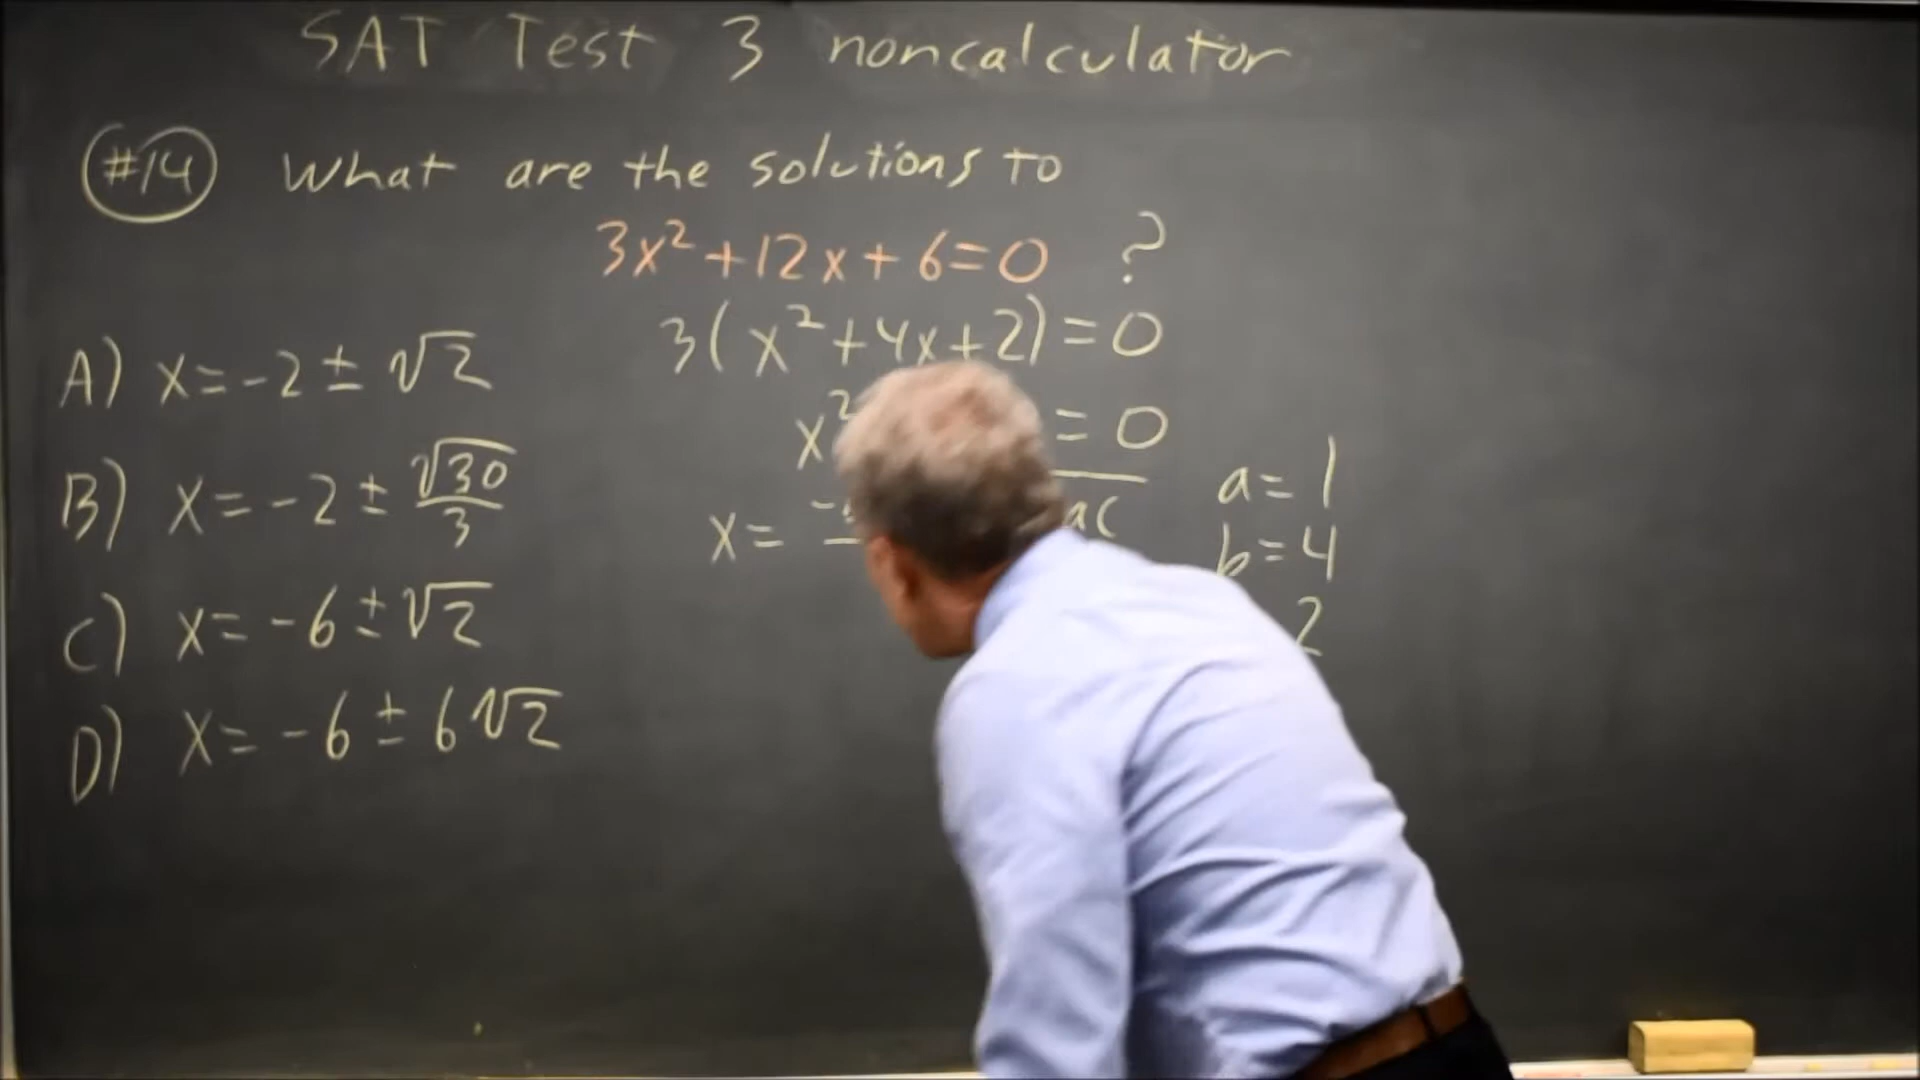 SAT Test 3 noncalculator
#14 What are the solutions to
3x²+12x+6=0 ?
3(x²+4x+2)=0
x² = 0
x= - ac
a=1
b=4
2
A) x=-2±√2
B) x=-2±√30/3
C) x=-6±√2
D) x=-6±6√2